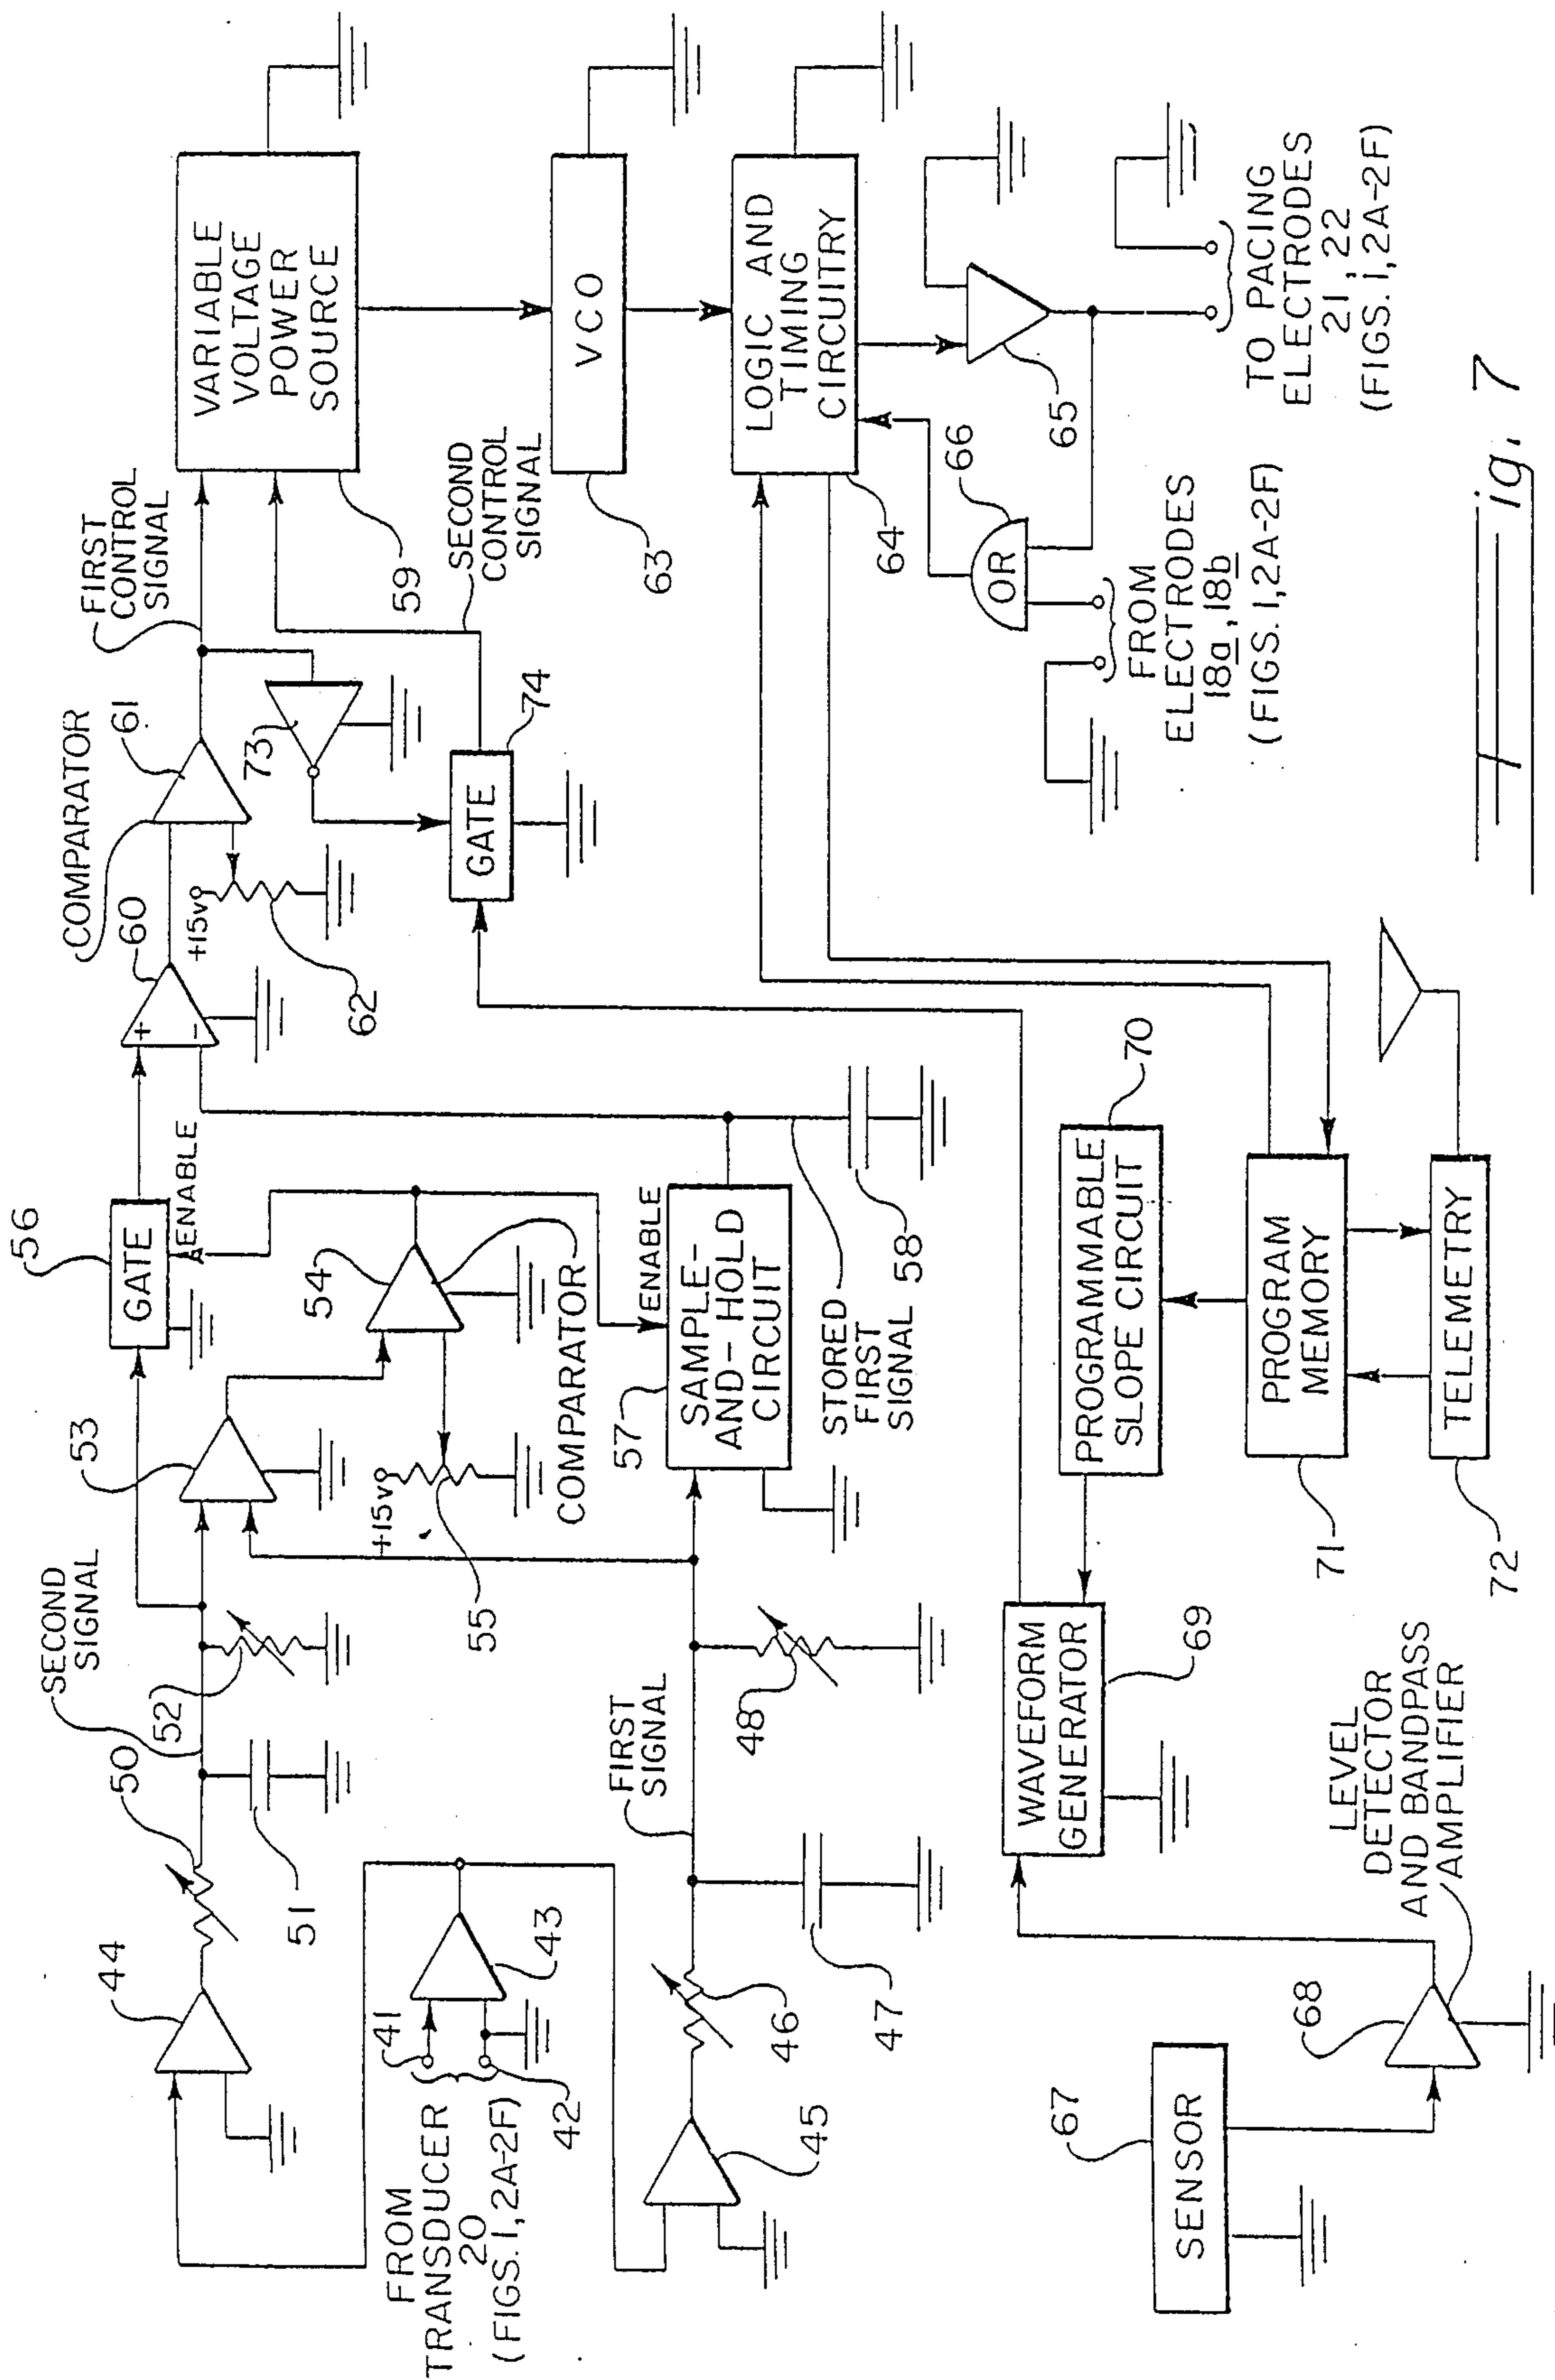 44
50
SECOND
SIGNAL
52
51
53
56
GATE
ENABLE
60
+
-
COMPARATOR
61
+15v
62
FIRST
CONTROL
SIGNAL
73
GATE
74
SECOND
CONTROL
SIGNAL
VARIABLE
VOLTAGE
POWER
SOURCE
59
FROM
TRANSDUCER
20
(FIGS. 1, 2A-2F)
41
42
43
54
+15v
55
COMPARATOR
57
ENABLE
SAMPLE-
AND-HOLD
CIRCUIT
STORED
FIRST
SIGNAL
58
VCO
63
45
46
47
FIRST
SIGNAL
48
LOGIC AND
TIMING
CIRCUITRY
64
65
OR
66
FROM
ELECTRODES
18a, 18b
(FIGS. 1, 2A-2F)
TO PACING
ELECTRODES
21, 22
(FIGS. 1, 2A-2F)
67
SENSOR
68
LEVEL
DETECTOR
AND BANDPASS
AMPLIFIER
WAVEFORM
GENERATOR
69
PROGRAMMABLE
SLOPE CIRCUIT
70
PROGRAM
MEMORY
71
TELEMETRY
72
Fig. 7